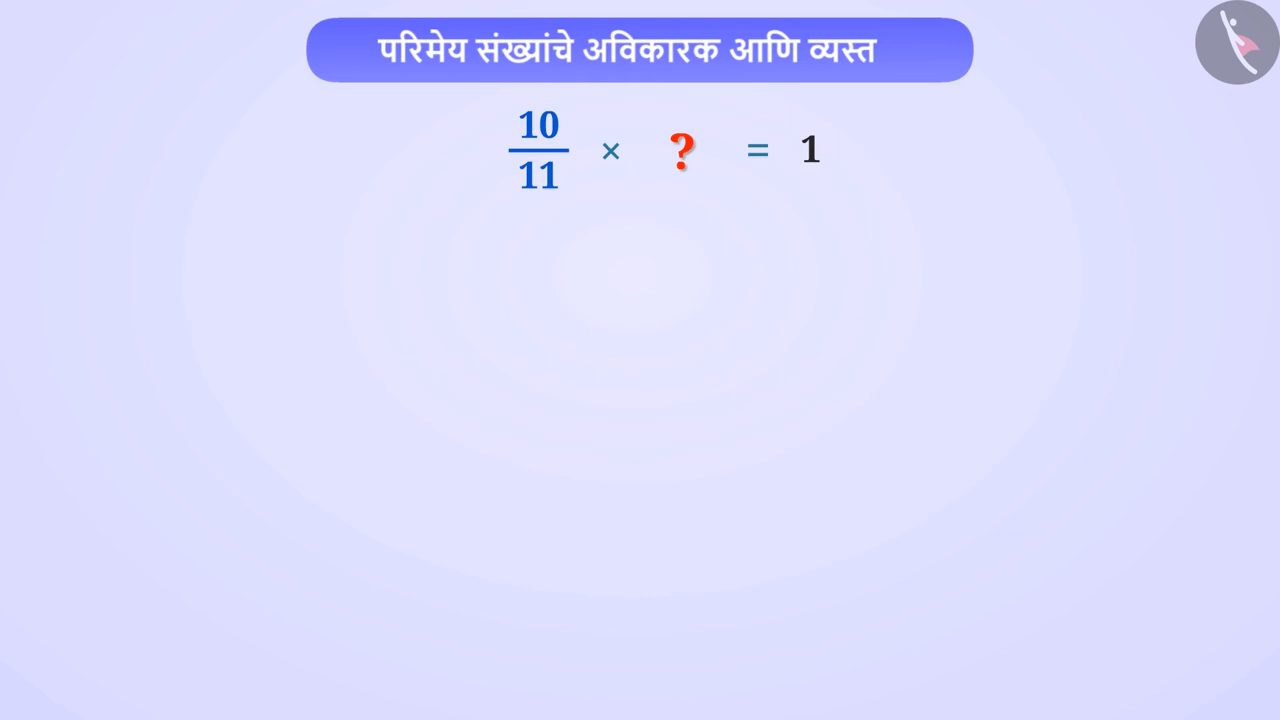 परिमेय संख्यांचे अविकारक आणि व्यस्त
10/11 × ? = 1